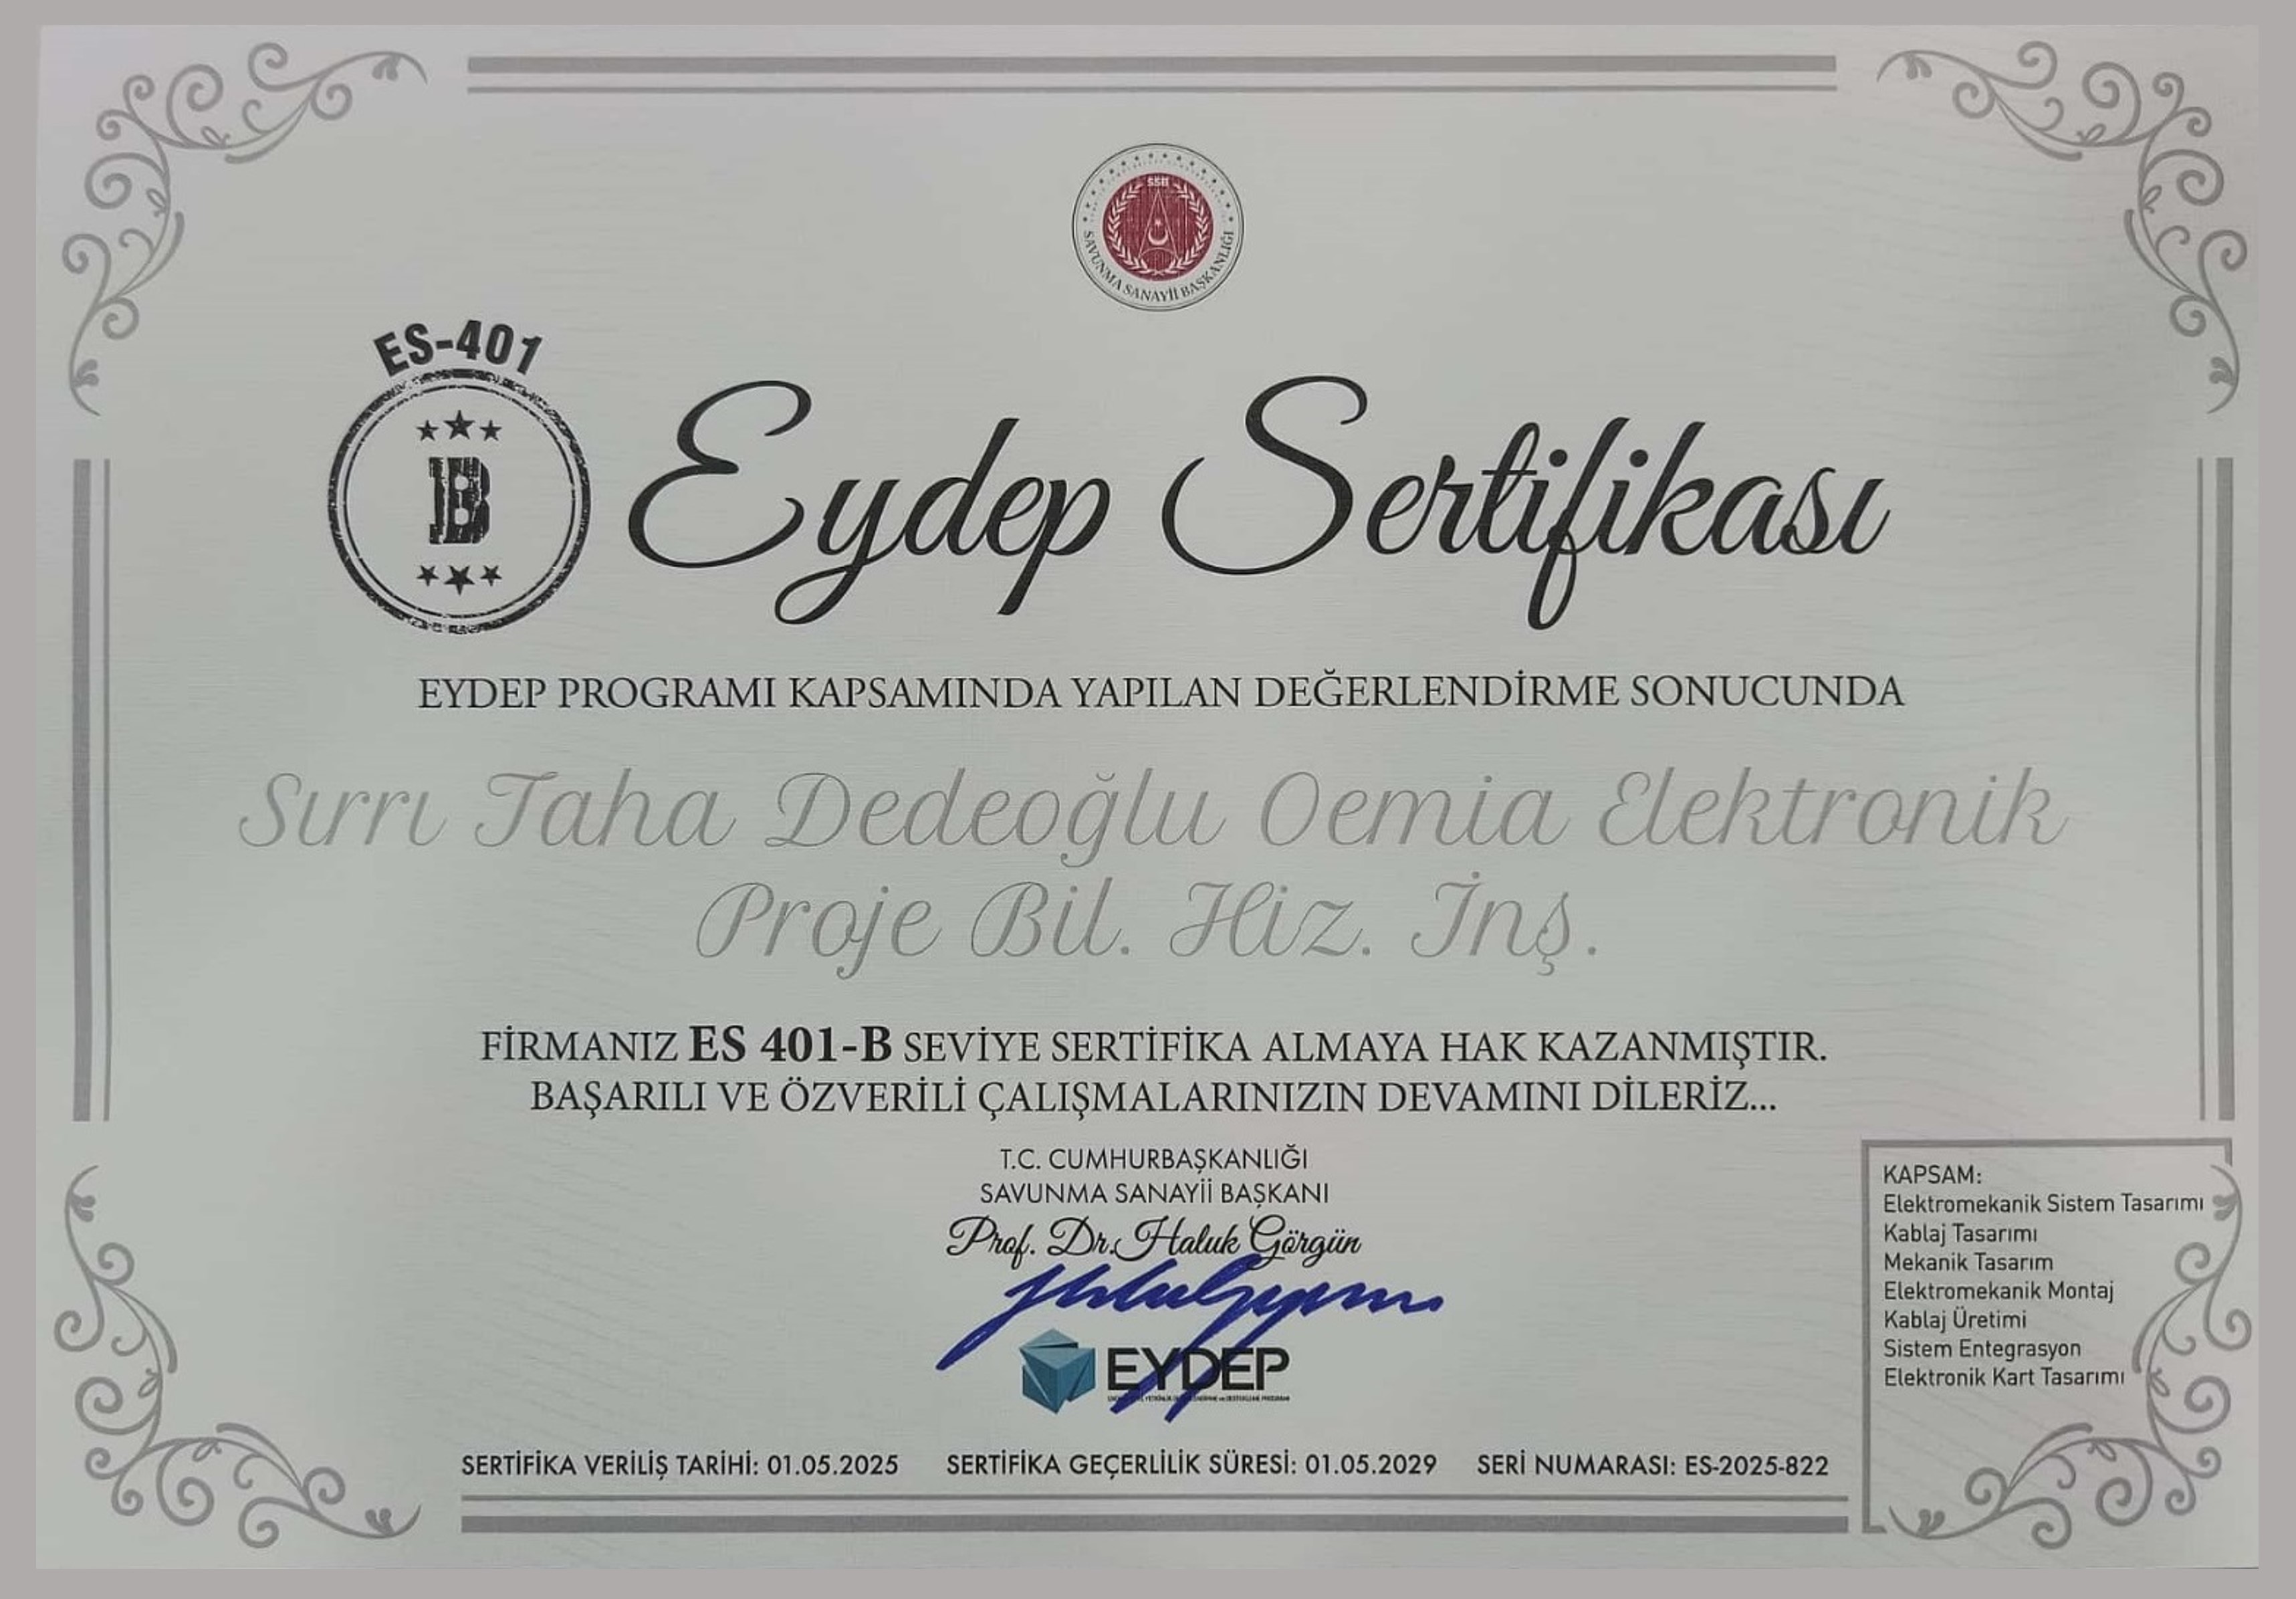 SSB
SAVUNMA SANAYİİ BAŞKANLIĞI
ES-401
B
Eydep Sertifikası
EYDEP PROGRAMI KAPSAMINDA YAPILAN DEĞERLENDİRME SONUCUNDA
Sırrı Taha Dedeoğlu Oemia Elektronik
Proje Bil. Hiz. İnş.
FİRMANIZ ES 401-B SEVİYE SERTİFİKA ALMAYA HAK KAZANMIŞTIR.
BAŞARILI VE ÖZVERİLİ ÇALIŞMALARINIZIN DEVAMINI DİLERİZ...
T.C. CUMHURBAŞKANLIĞI
SAVUNMA SANAYİİ BAŞKANI
Prof. Dr. Haluk Görgün
EYDEP
KAPSAM:
Elektromekanik Sistem Tasarımı
Kablaj Tasarımı
Mekanik Tasarım
Elektromekanik Montaj
Kablaj Üretimi
Sistem Entegrasyon
Elektronik Kart Tasarımı
SERTİFİKA VERİLİŞ TARİHİ: 01.05.2025 SERTİFİKA GEÇERLİLİK SÜRESİ: 01.05.2029 SERİ NUMARASI: ES-2025-822